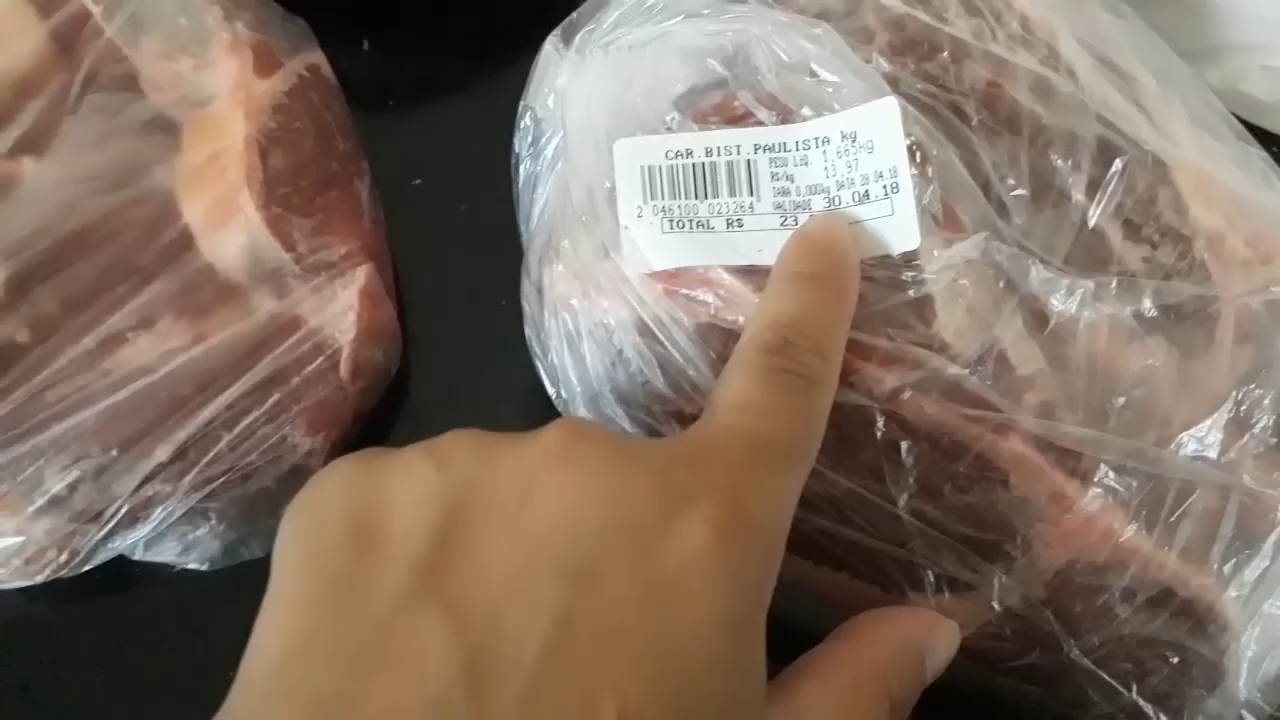 CAR.BIST.PAULISTA kg
PESO LÍQ. 1,665kg
R$/kg 13,97
TARA 0,000kg DATA 28.04.18
VALIDADE 30.04.18
2 046100 023264
TOTAL R$ 23